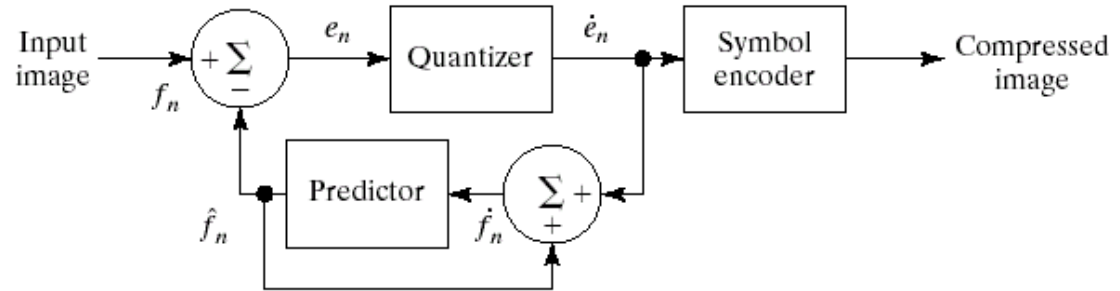 Input
image
f_n
+ Σ
−
e_n
Quantizer
ė_n
Symbol
encoder
Compressed
image
f̂_n
Predictor
ḟ_n
Σ +
+